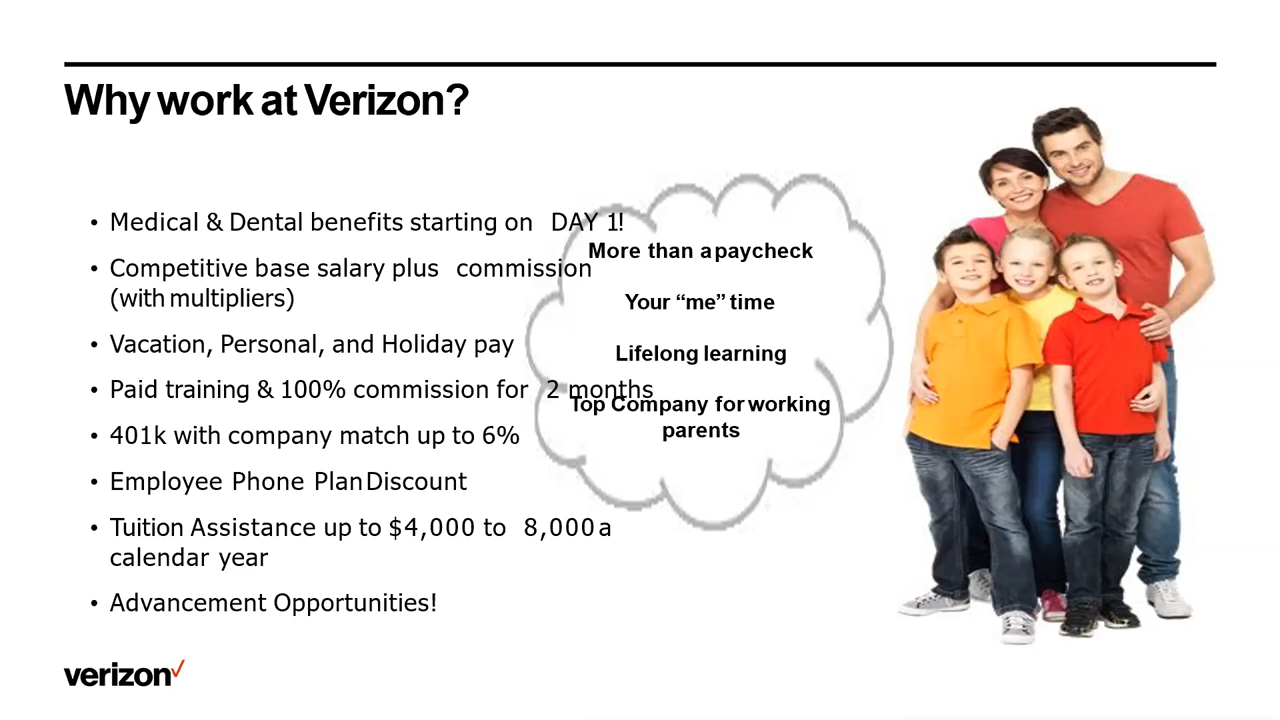 Why work at Verizon?
• Medical & Dental benefits starting on DAY 1!
• Competitive base salary plus commission
(with multipliers)
• Vacation, Personal, and Holiday pay
• Paid training & 100% commission for 2 months
• 401k with company match up to 6%
• Employee Phone Plan Discount
• Tuition Assistance up to $4,000 to 8,000 a
calendar year
• Advancement Opportunities!
More than a paycheck
Your “me” time
Lifelong learning
Top Company for working
parents
verizon✓